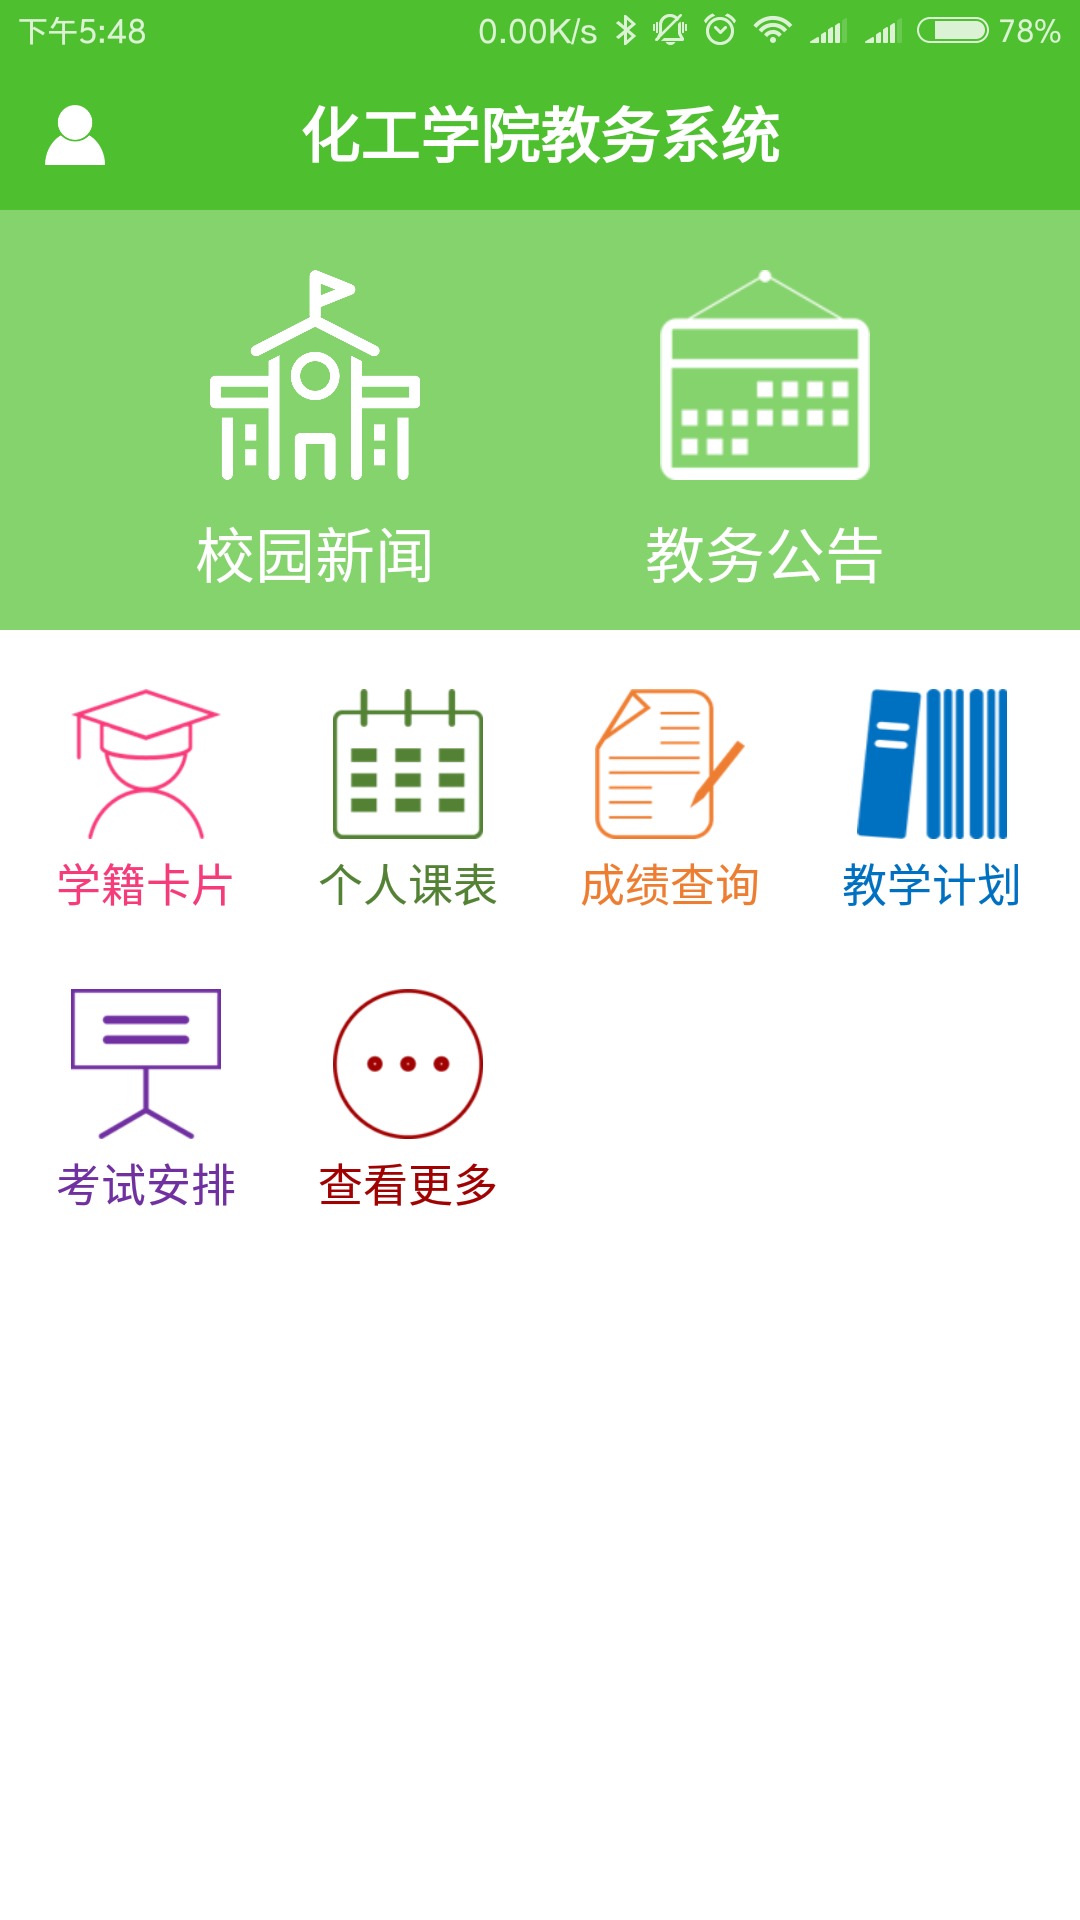 下午5:48 0.00K/s 78%
化工学院教务系统
校园新闻 教务公告
学籍卡片 个人课表 成绩查询 教学计划
考试安排 查看更多